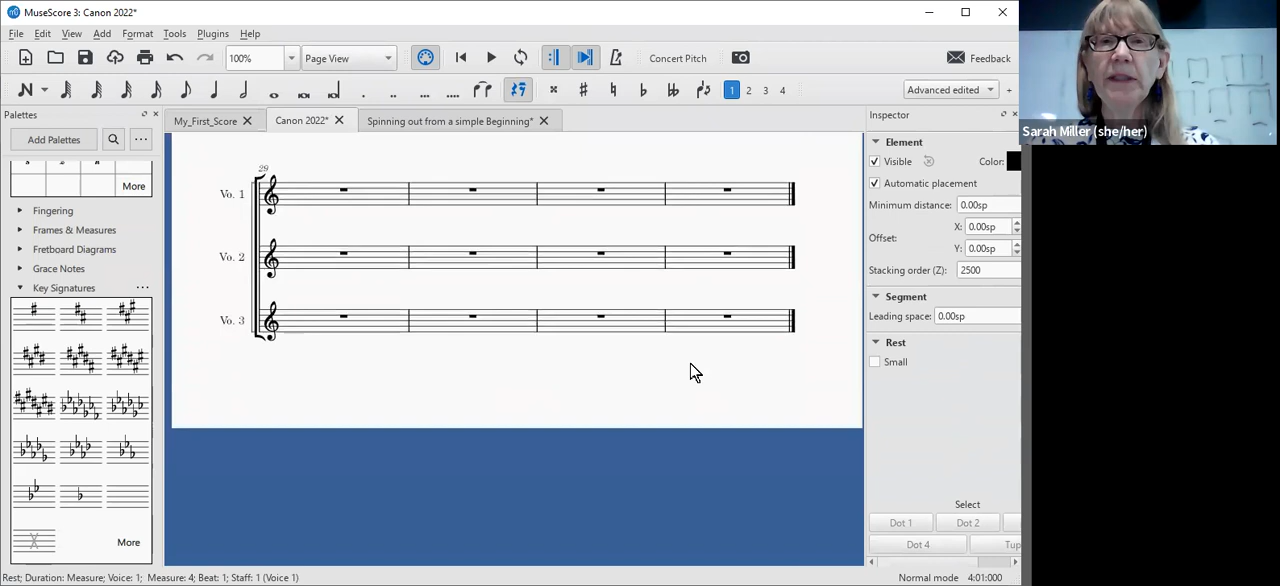 MuseScore 3: Canon 2022*
File Edit View Add Format Tools Plugins Help
100% Page View Concert Pitch Feedback
1 2 3 4 Advanced edited +
Palettes
My_First_Score Canon 2022* Spinning out from a simple Beginning*
Inspector
Add Palettes ...
More
Fingering
Frames & Measures
Fretboard Diagrams
Grace Notes
Key Signatures ...
More
29
Vo. 1
Vo. 2
Vo. 3
Element
Visible Color:
Automatic placement
Minimum distance: 0.00sp
Offset: X: 0.00sp
Y: 0.00sp
Stacking order (Z): 2500
Segment
Leading space: 0.00sp
Rest
Small
Select
Dot 1 Dot 2
Dot 4 Tup
Rest; Duration: Measure; Voice: 1; Measure: 4; Beat: 1; Staff: 1 (Voice 1) Normal mode 4:01:000
Sarah Miller (she/her)